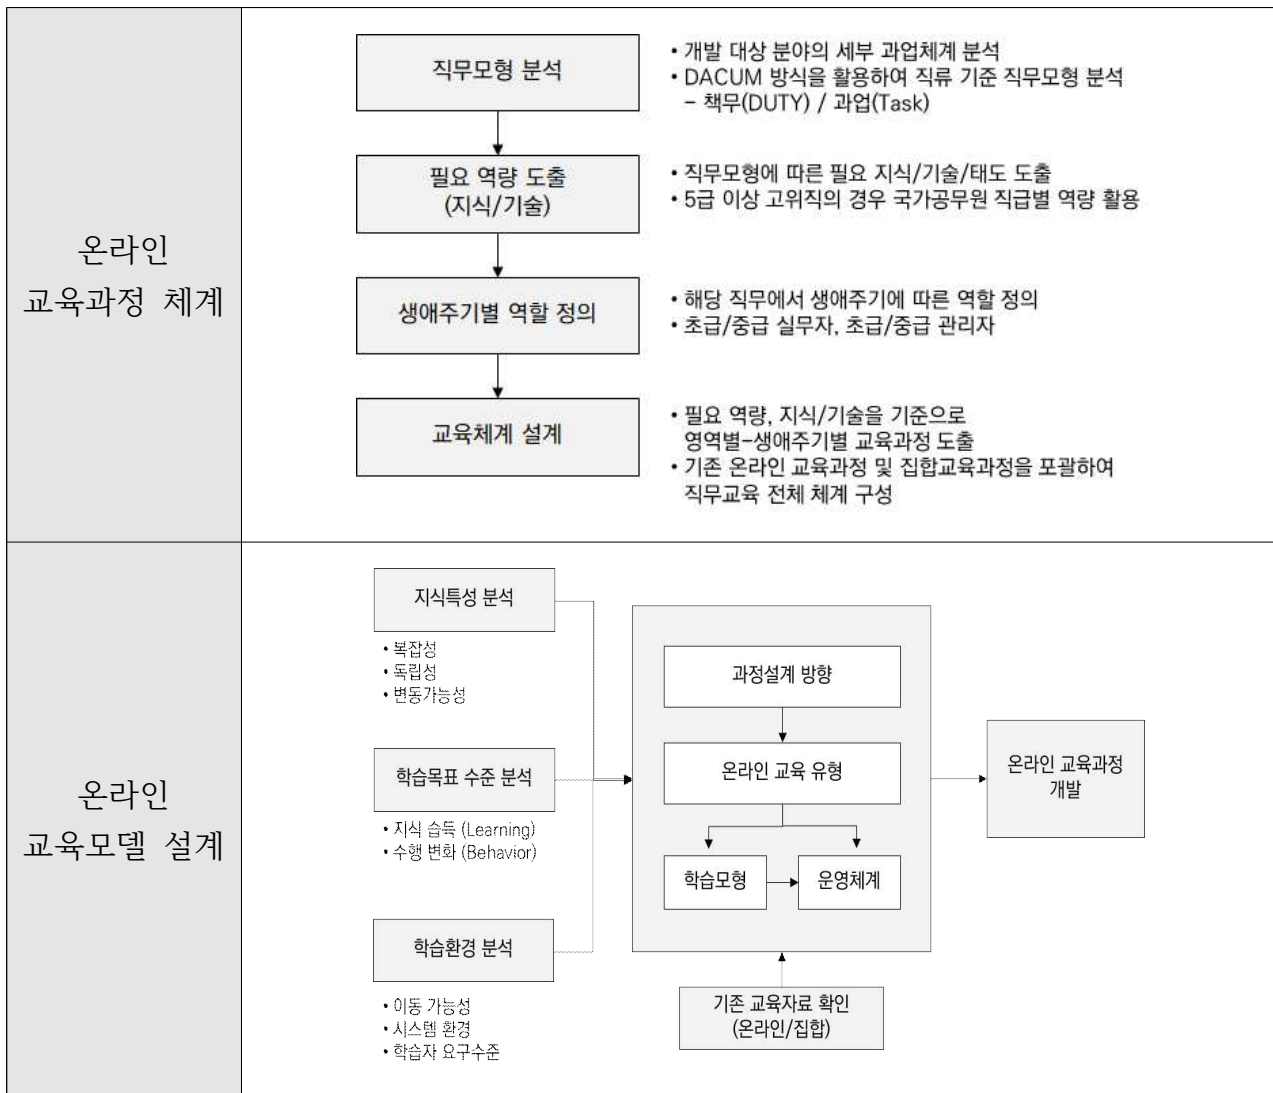 온라인
교육과정 체계
직무모형 분석
• 개발 대상 분야의 세부 과업체계 분석
• DACUM 방식을 활용하여 직류 기준 직무모형 분석
– 책무(DUTY) / 과업(Task)
필요 역량 도출
(지식/기술)
• 직무모형에 따른 필요 지식/기술/태도 도출
• 5급 이상 고위직의 경우 국가공무원 직급별 역량 활용
생애주기별 역할 정의
• 해당 직무에서 생애주기에 따른 역할 정의
• 초급/중급 실무자, 초급/중급 관리자
교육체계 설계
• 필요 역량, 지식/기술을 기준으로
영역별–생애주기별 교육과정 도출
• 기존 온라인 교육과정 및 집합교육과정을 포괄하여
직무교육 전체 체계 구성
온라인
교육모델 설계
지식특성 분석
• 복잡성
• 독립성
• 변동가능성
학습목표 수준 분석
• 지식 습득 (Learning)
• 수행 변화 (Behavior)
학습환경 분석
• 이동 가능성
• 시스템 환경
• 학습자 요구수준
과정설계 방향
온라인 교육 유형
학습모형
운영체계
기존 교육자료 확인
(온라인/집합)
온라인 교육과정
개발